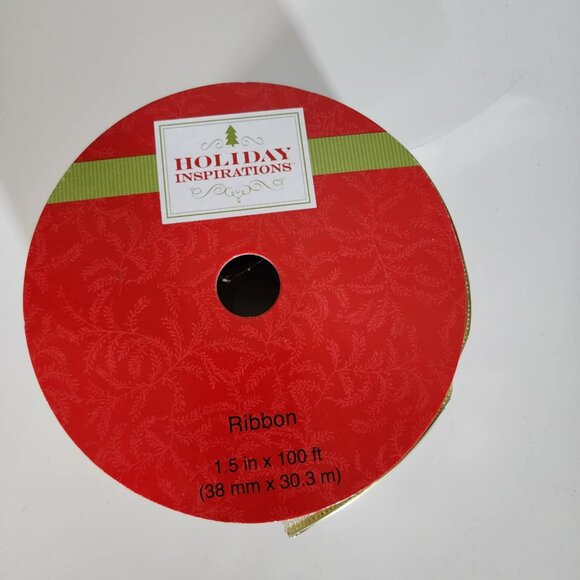 HOLIDAY
INSPIRATIONS
Ribbon
1.5 in x 100 ft
(38 mm x 30.3 m)